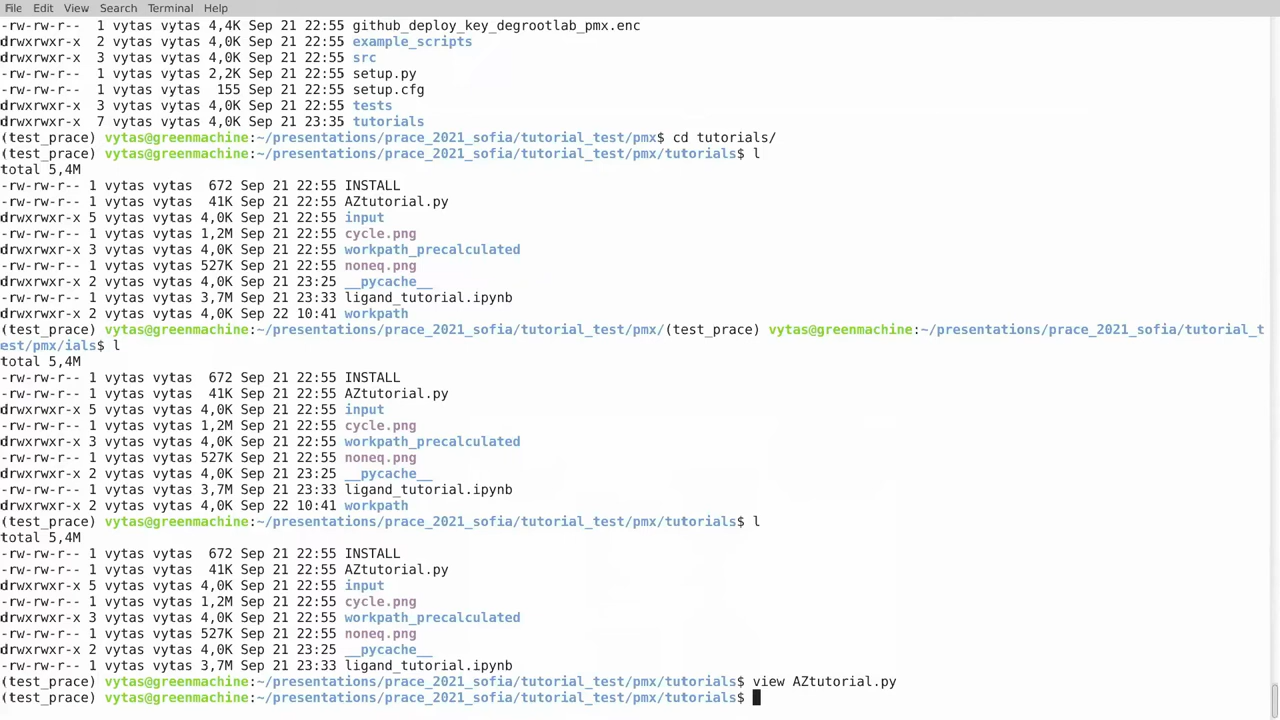 File Edit View Search Terminal Help
-rw-rw-r-- 1 vytas vytas 4,4K Sep 21 22:55 github_deploy_key_degrootlab_pmx.enc
drwxrwxr-x 2 vytas vytas 4,0K Sep 21 22:55 example_scripts
drwxrwxr-x 3 vytas vytas 4,0K Sep 21 22:55 src
-rw-rw-r-- 1 vytas vytas 2,2K Sep 21 22:55 setup.py
-rw-rw-r-- 1 vytas vytas  155 Sep 21 22:55 setup.cfg
drwxrwxr-x 3 vytas vytas 4,0K Sep 21 22:55 tests
drwxrwxr-x 7 vytas vytas 4,0K Sep 21 23:35 tutorials
(test_prace) vytas@greenmachine:~/presentations/prace_2021_sofia/tutorial_test/pmx$ cd tutorials/
(test_prace) vytas@greenmachine:~/presentations/prace_2021_sofia/tutorial_test/pmx/tutorials$ l
total 5,4M
-rw-rw-r-- 1 vytas vytas  672 Sep 21 22:55 INSTALL
-rw-rw-r-- 1 vytas vytas  41K Sep 21 22:55 AZtutorial.py
drwxrwxr-x 5 vytas vytas 4,0K Sep 21 22:55 input
-rw-rw-r-- 1 vytas vytas 1,2M Sep 21 22:55 cycle.png
drwxrwxr-x 3 vytas vytas 4,0K Sep 21 22:55 workpath_precalculated
-rw-rw-r-- 1 vytas vytas 527K Sep 21 22:55 noneq.png
drwxrwxr-x 2 vytas vytas 4,0K Sep 21 23:25 __pycache__
-rw-rw-r-- 1 vytas vytas 3,7M Sep 21 23:33 ligand_tutorial.ipynb
drwxrwxr-x 2 vytas vytas 4,0K Sep 22 10:41 workpath
(test_prace) vytas@greenmachine:~/presentations/prace_2021_sofia/tutorial_test/pmx/(test_prace) vytas@greenmachine:~/presentations/prace_2021_sofia/tutorial_t
est/pmx/ials$ l
total 5,4M
-rw-rw-r-- 1 vytas vytas  672 Sep 21 22:55 INSTALL
-rw-rw-r-- 1 vytas vytas  41K Sep 21 22:55 AZtutorial.py
drwxrwxr-x 5 vytas vytas 4,0K Sep 21 22:55 input
-rw-rw-r-- 1 vytas vytas 1,2M Sep 21 22:55 cycle.png
drwxrwxr-x 3 vytas vytas 4,0K Sep 21 22:55 workpath_precalculated
-rw-rw-r-- 1 vytas vytas 527K Sep 21 22:55 noneq.png
drwxrwxr-x 2 vytas vytas 4,0K Sep 21 23:25 __pycache__
-rw-rw-r-- 1 vytas vytas 3,7M Sep 21 23:33 ligand_tutorial.ipynb
drwxrwxr-x 2 vytas vytas 4,0K Sep 22 10:41 workpath
(test_prace) vytas@greenmachine:~/presentations/prace_2021_sofia/tutorial_test/pmx/tutorials$ l
total 5,4M
-rw-rw-r-- 1 vytas vytas  672 Sep 21 22:55 INSTALL
-rw-rw-r-- 1 vytas vytas  41K Sep 21 22:55 AZtutorial.py
drwxrwxr-x 5 vytas vytas 4,0K Sep 21 22:55 input
-rw-rw-r-- 1 vytas vytas 1,2M Sep 21 22:55 cycle.png
drwxrwxr-x 3 vytas vytas 4,0K Sep 21 22:55 workpath_precalculated
-rw-rw-r-- 1 vytas vytas 527K Sep 21 22:55 noneq.png
drwxrwxr-x 2 vytas vytas 4,0K Sep 21 23:25 __pycache__
-rw-rw-r-- 1 vytas vytas 3,7M Sep 21 23:33 ligand_tutorial.ipynb
(test_prace) vytas@greenmachine:~/presentations/prace_2021_sofia/tutorial_test/pmx/tutorials$ view AZtutorial.py
(test_prace) vytas@greenmachine:~/presentations/prace_2021_sofia/tutorial_test/pmx/tutorials$